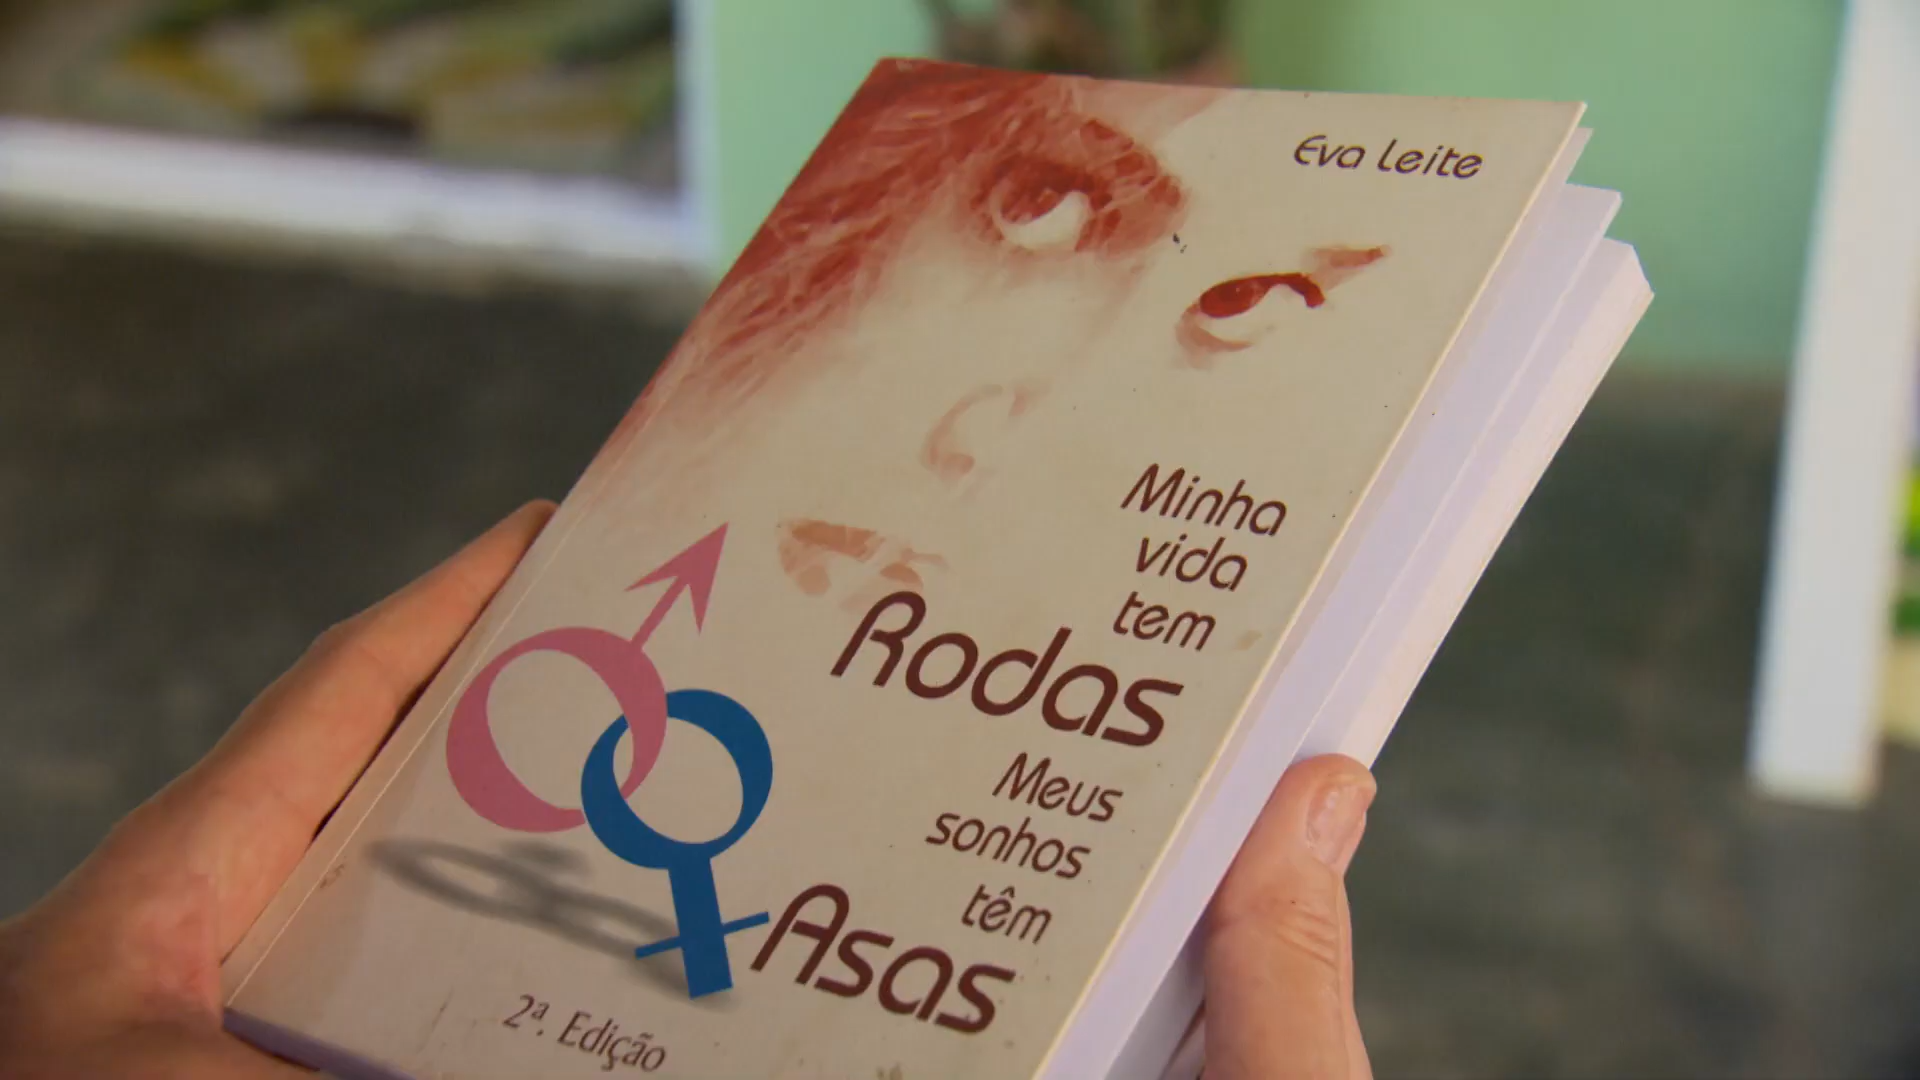 Eva Leite
Minha
vida
tem
Rodas
Meus
sonhos
têm
Asas
2ª. Edição